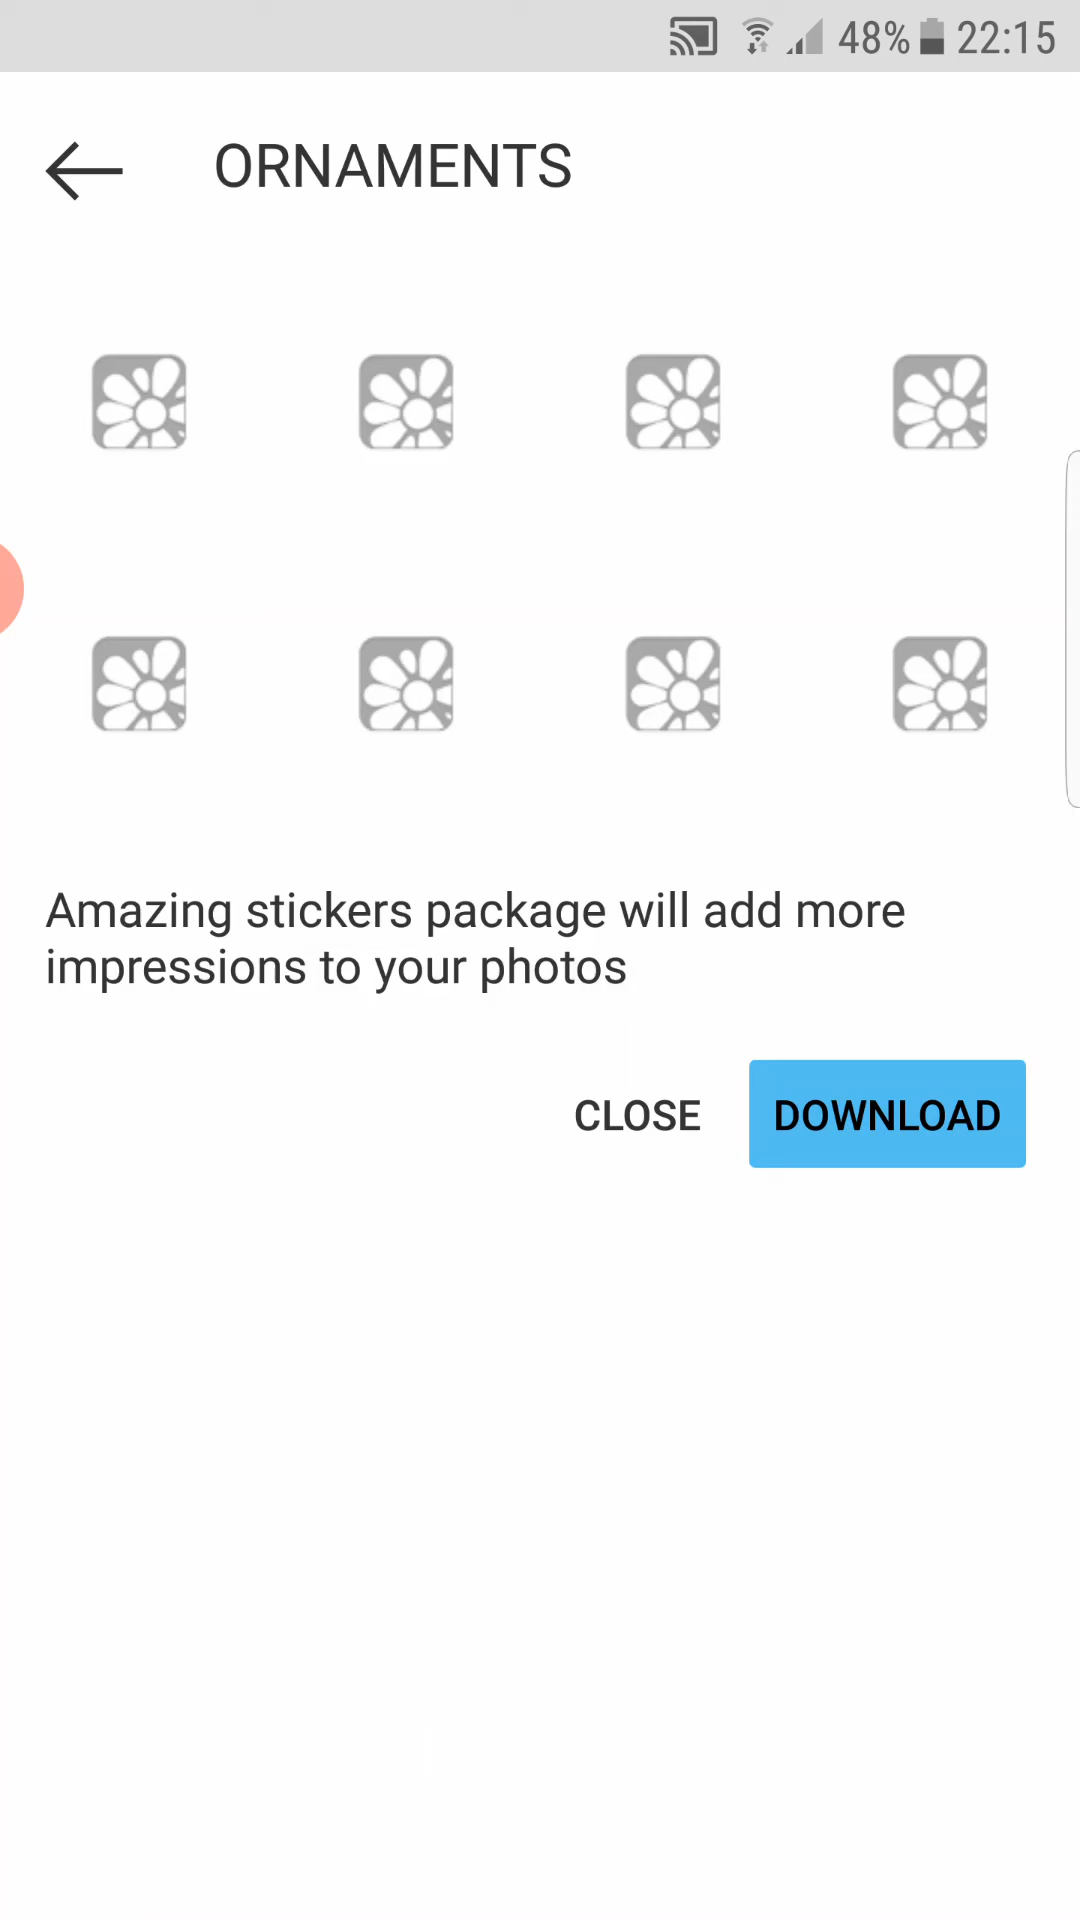 48% 22:15
ORNAMENTS
Amazing stickers package will add more
impressions to your photos
CLOSE DOWNLOAD